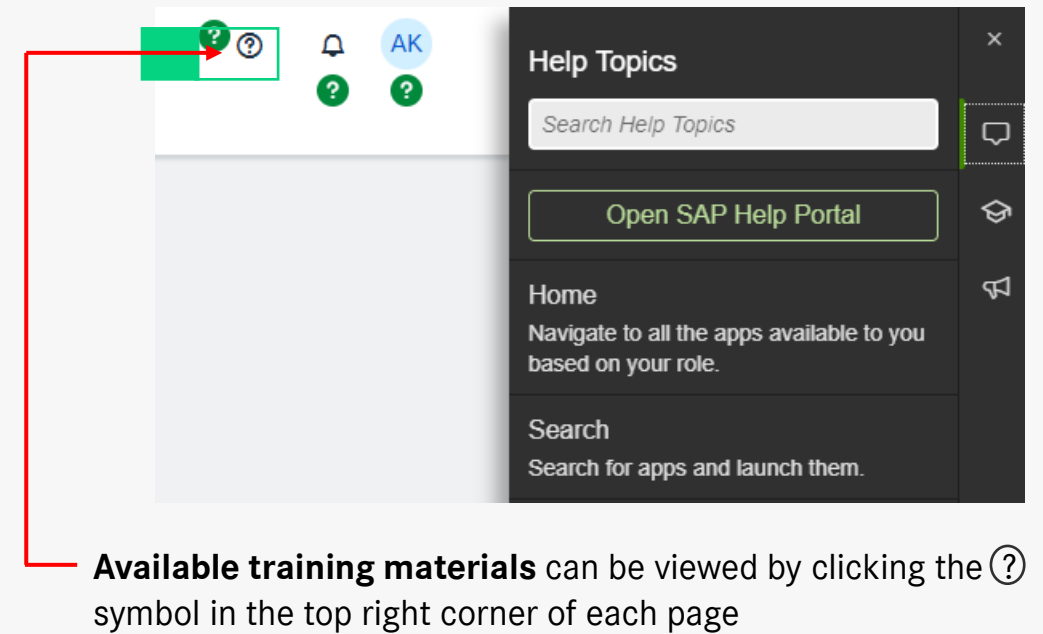 ? ? AK
? ?
Help Topics
Search Help Topics
Open SAP Help Portal
Home
Navigate to all the apps available to you
based on your role.
Search
Search for apps and launch them.
Available training materials can be viewed by clicking the ?
symbol in the top right corner of each page